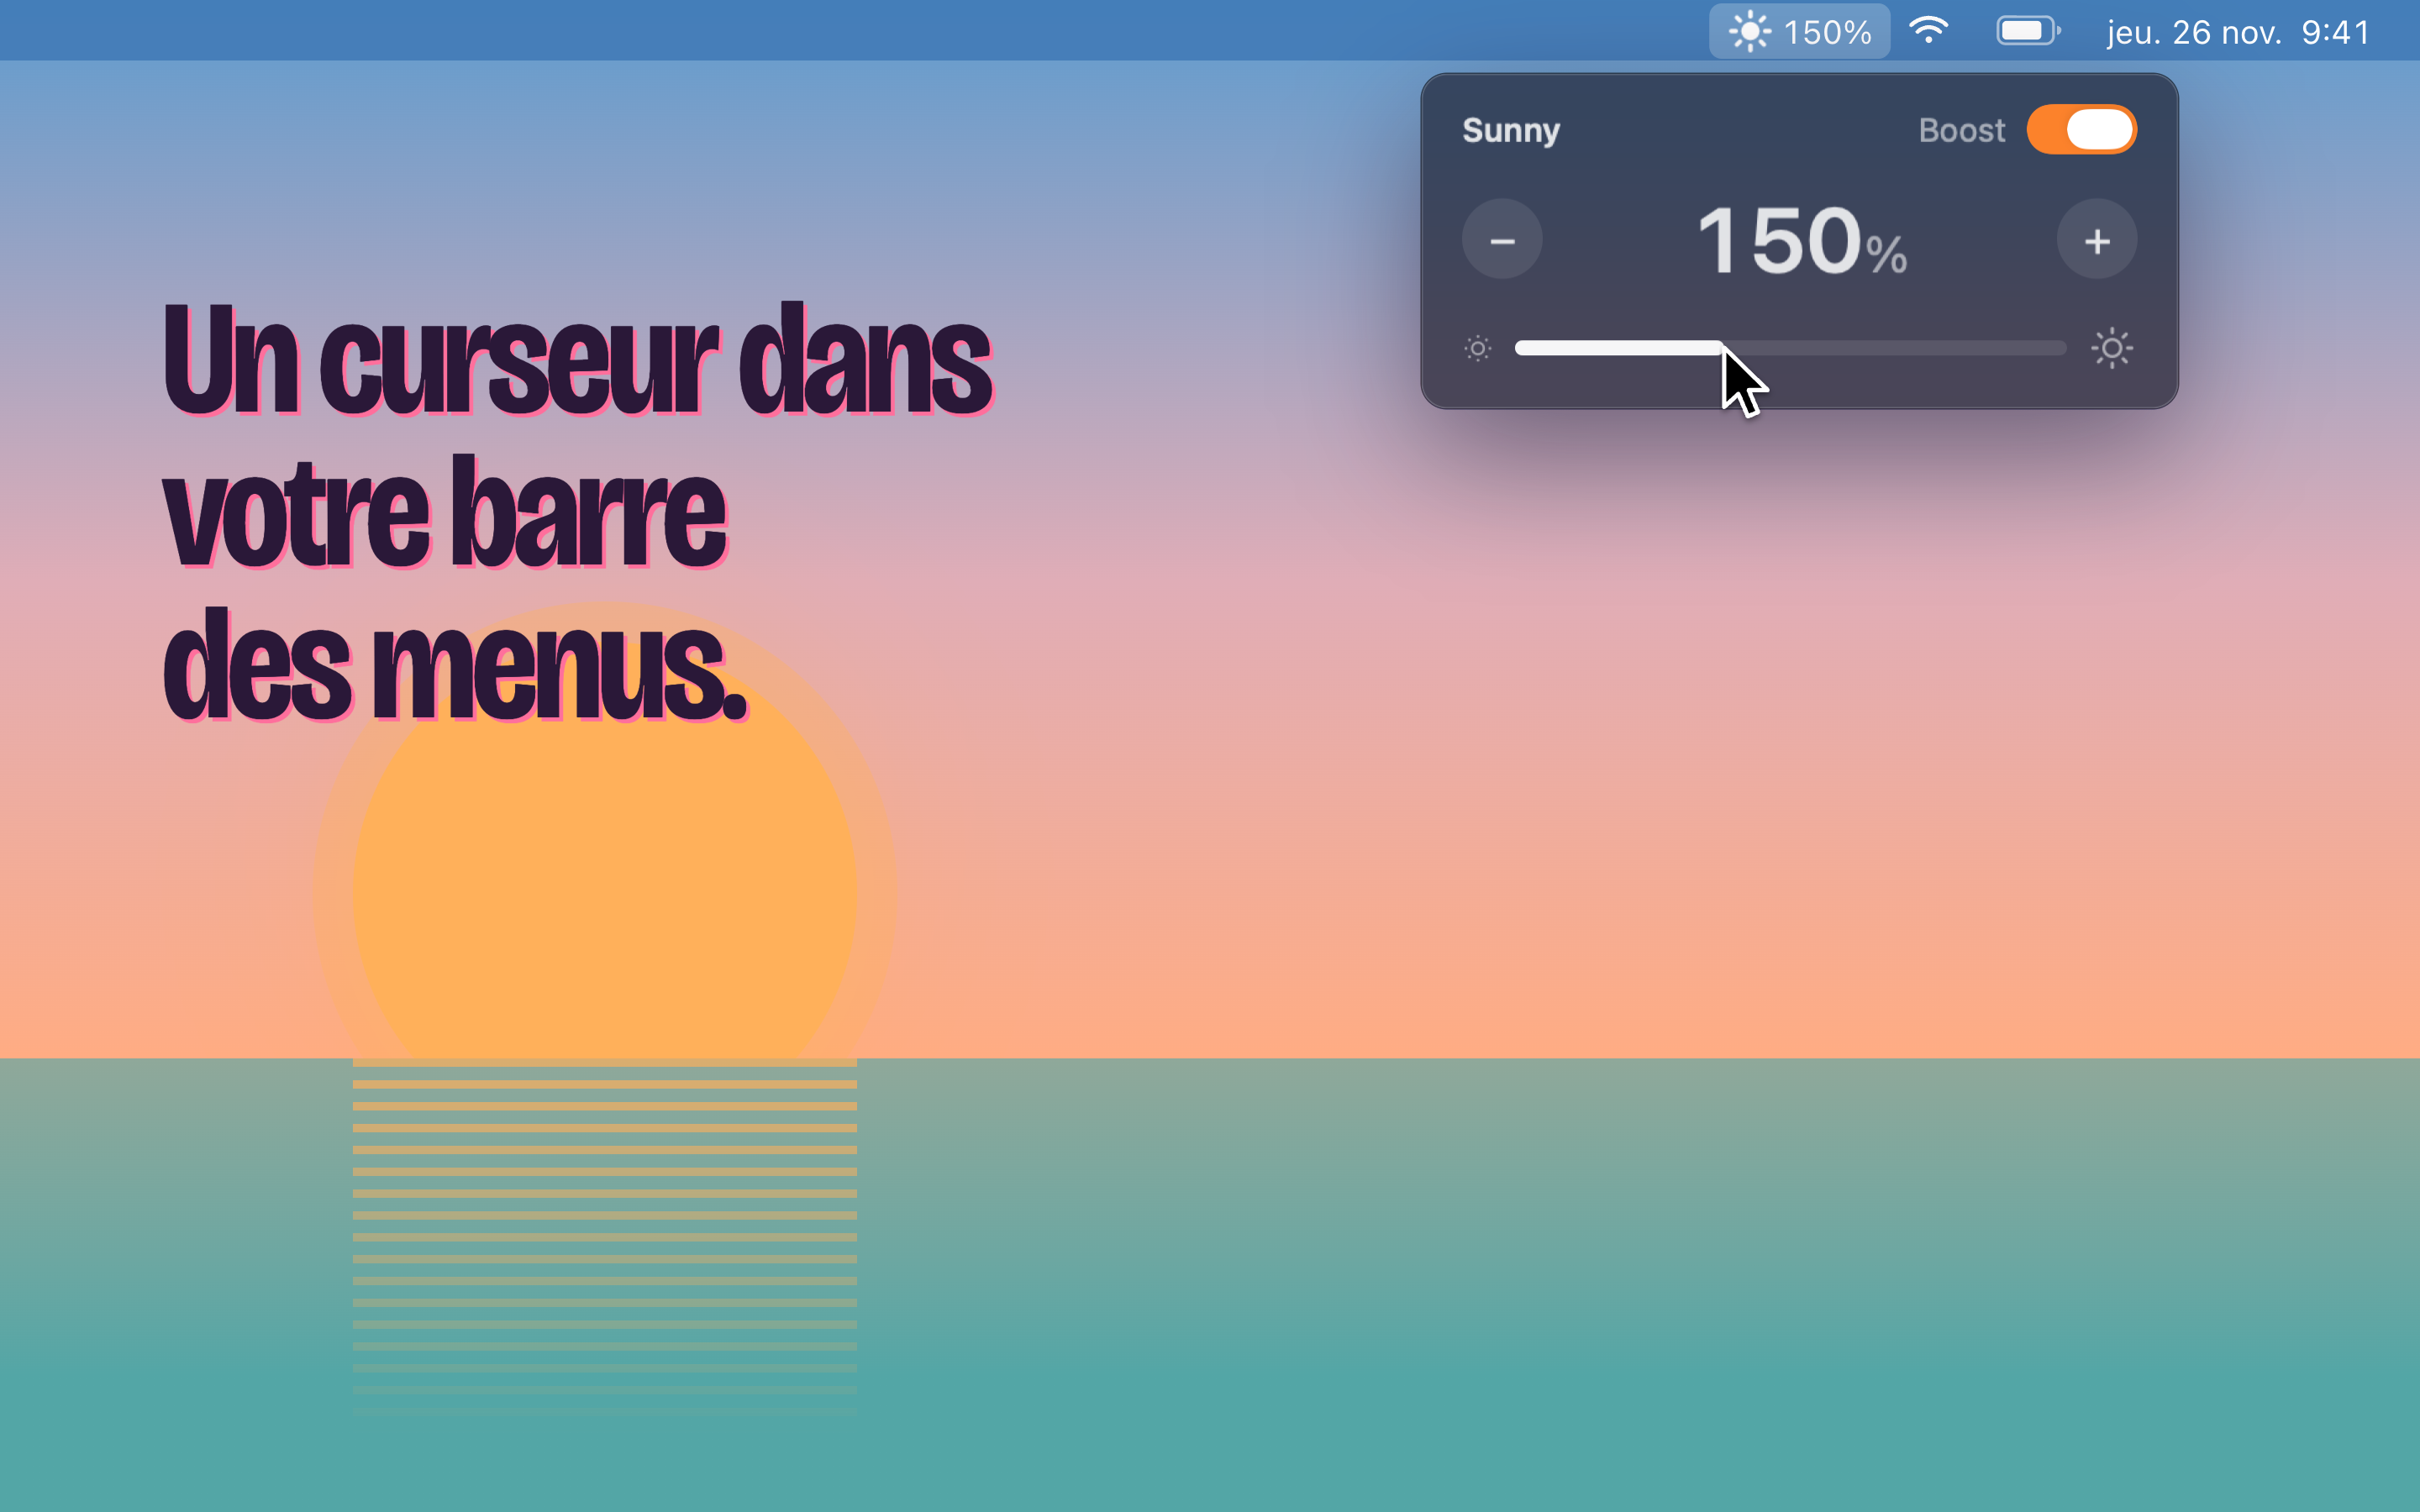 150% jeu. 26 nov. 9:41
Sunny Boost
− 150% +
Un curseur dans
votre barre
des menus.